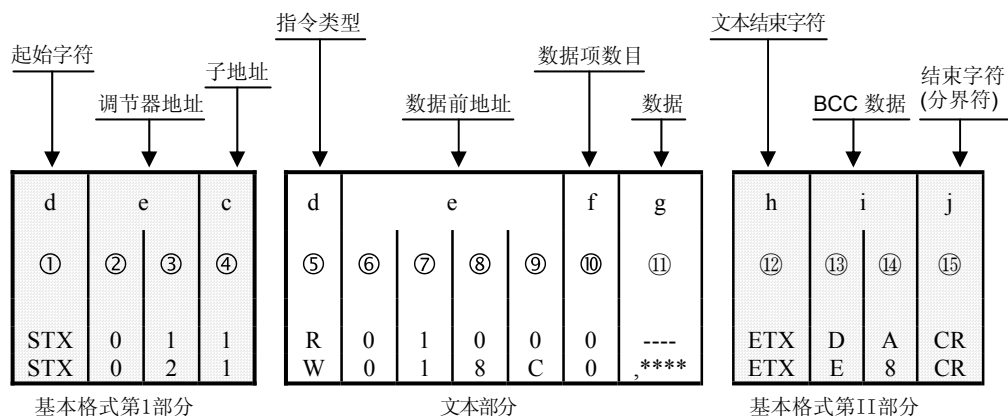 指令类型 文本结束字符
起始字符 子地址 数据项数目 结束字符
调节器地址 数据前地址 数据 BCC 数据 (分界符)
d e c d e f g h i j
① ② ③ ④ ⑤ ⑥ ⑦ ⑧ ⑨ ⑩ ⑪ ⑫ ⑬ ⑭ ⑮
STX 0 1 1 R 0 1 0 0 0 ---- ETX D A CR
STX 0 2 1 W 0 1 8 C 0 ,**** ETX E 8 CR
基本格式第1部分 文本部分 基本格式第II部分